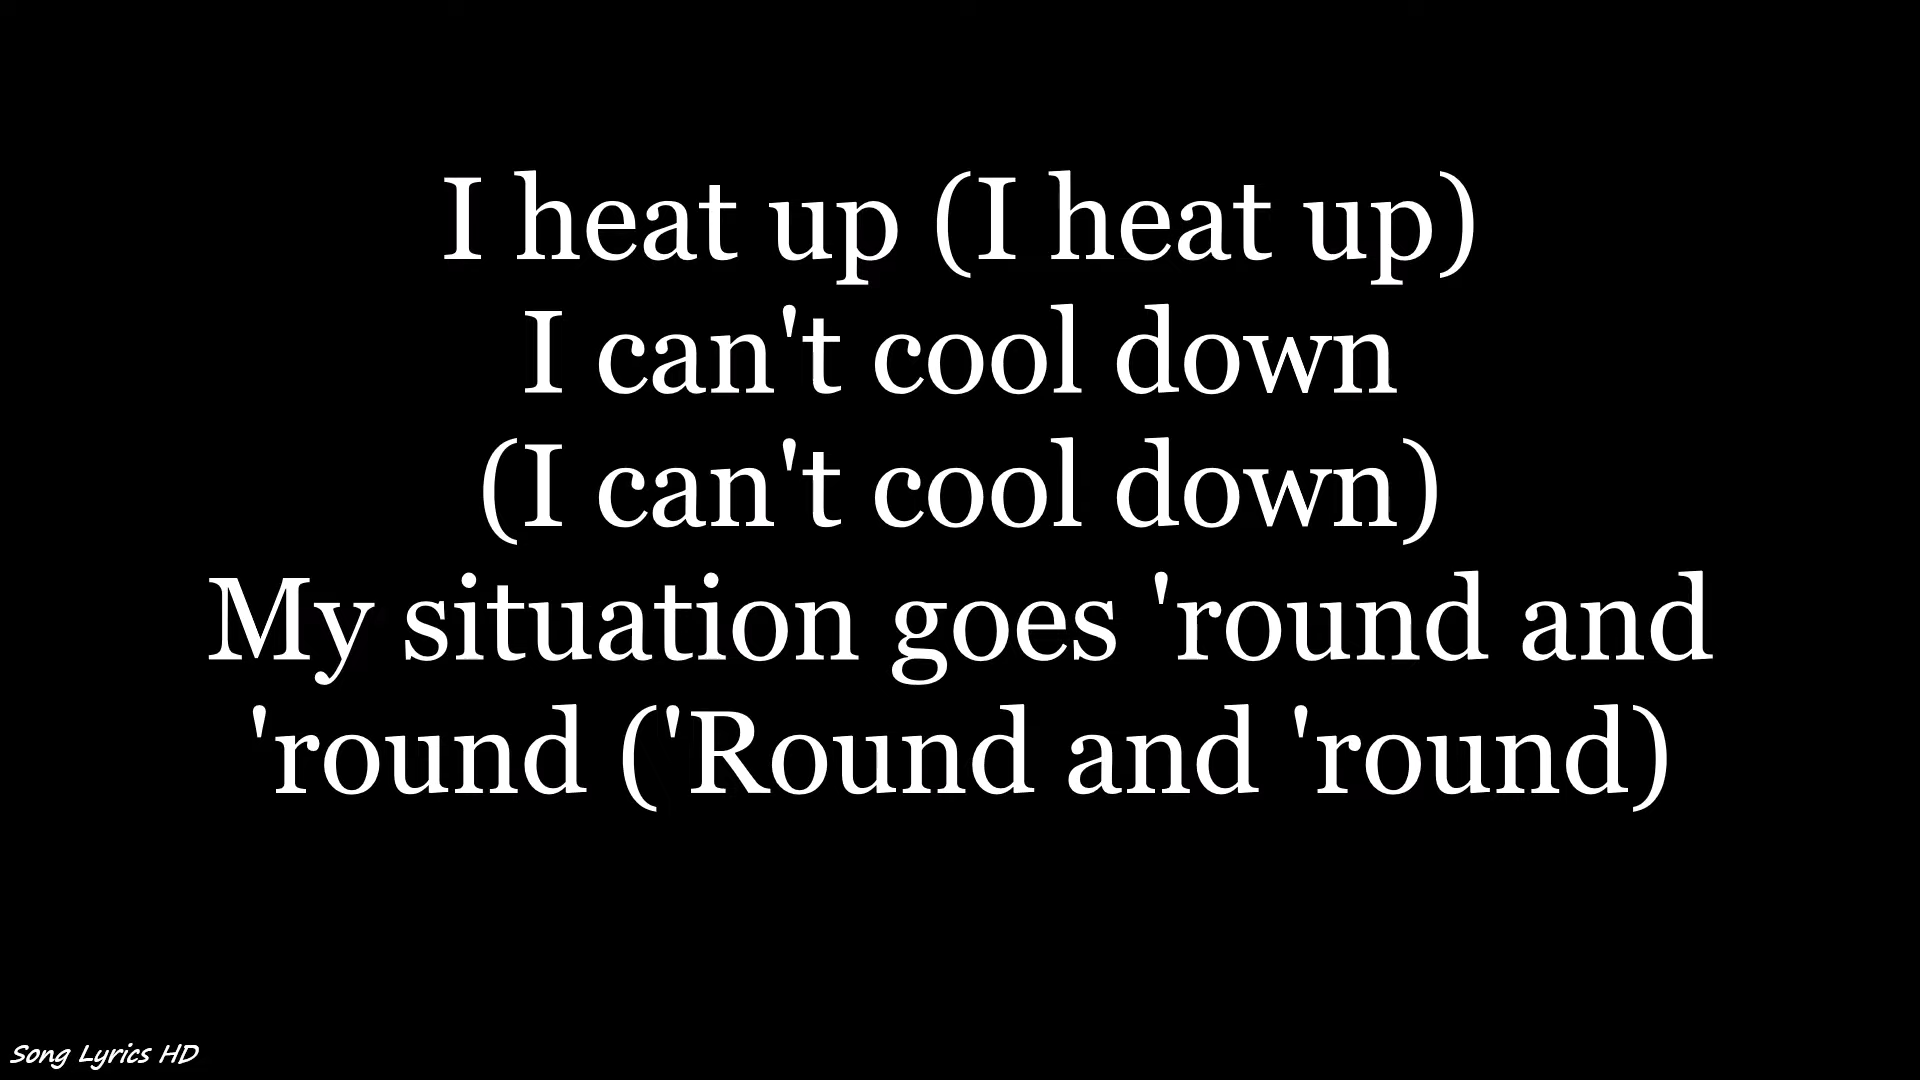 I heat up (I heat up)
I can't cool down
(I can't cool down)
My situation goes 'round and
'round ('Round and 'round)
Song Lyrics HD